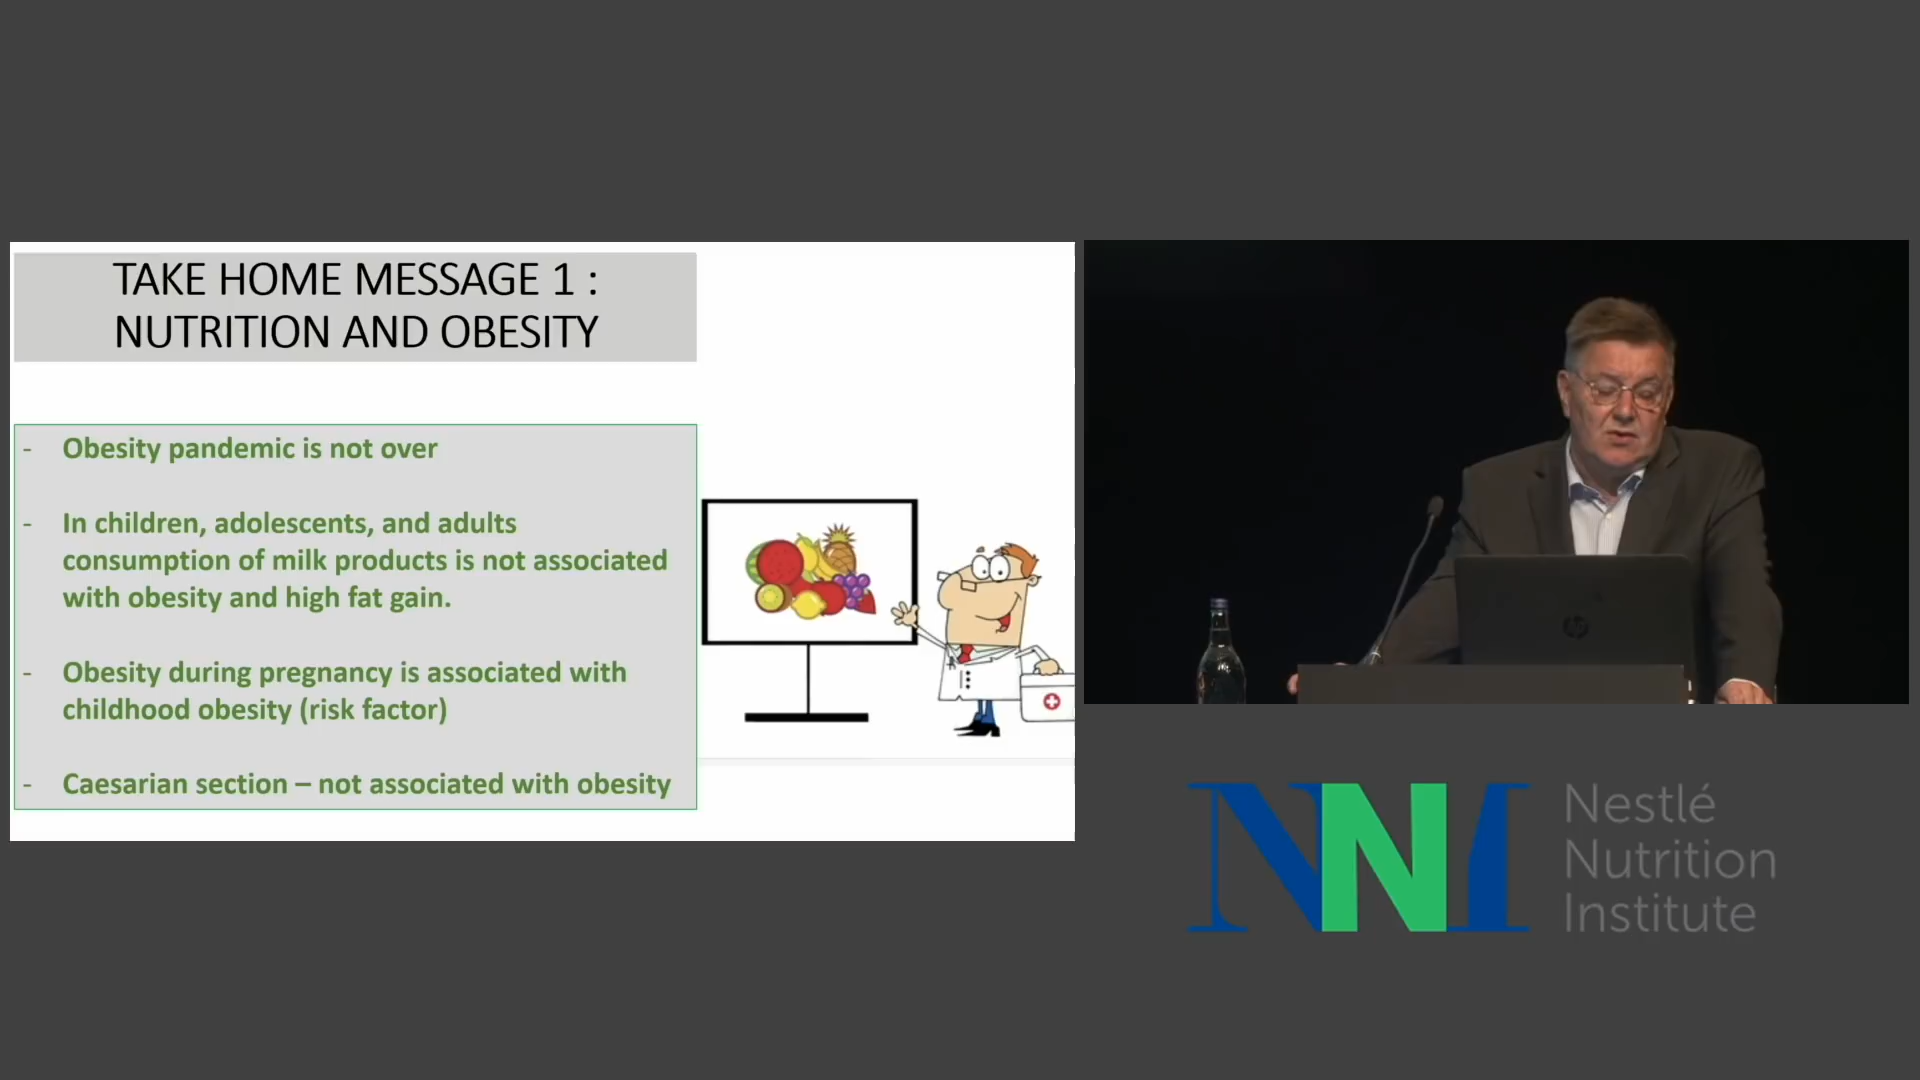 TAKE HOME MESSAGE 1 :
NUTRITION AND OBESITY
- Obesity pandemic is not over
- In children, adolescents, and adults
consumption of milk products is not associated
with obesity and high fat gain.
- Obesity during pregnancy is associated with
childhood obesity (risk factor)
- Caesarian section – not associated with obesity
hp
NNI
Nestlé
Nutrition
Institute